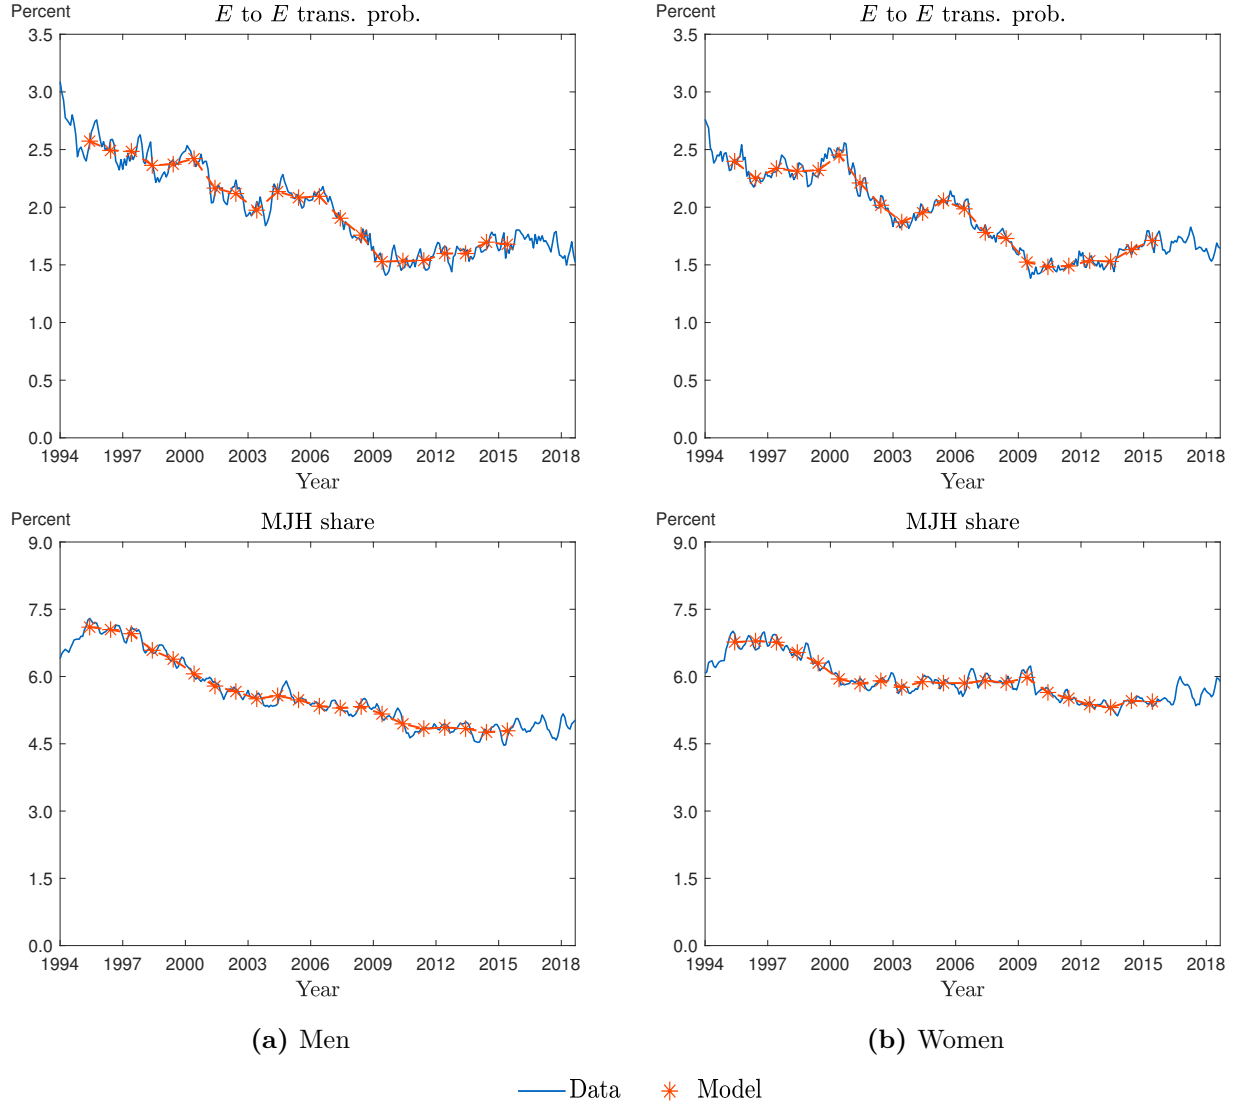 Percent
E to E trans. prob.
3.5
3.0
2.5
2.0
1.5
1.0
0.5
0.0
1994 1997 2000 2003 2006 2009 2012 2015 2018
Year
Percent
E to E trans. prob.
3.5
3.0
2.5
2.0
1.5
1.0
0.5
0.0
1994 1997 2000 2003 2006 2009 2012 2015 2018
Year
Percent
MJH share
9.0
7.5
6.0
4.5
3.0
1.5
0.0
1994 1997 2000 2003 2006 2009 2012 2015 2018
Year
(a) Men
Percent
MJH share
9.0
7.5
6.0
4.5
3.0
1.5
0.0
1994 1997 2000 2003 2006 2009 2012 2015 2018
Year
(b) Women
Data Model